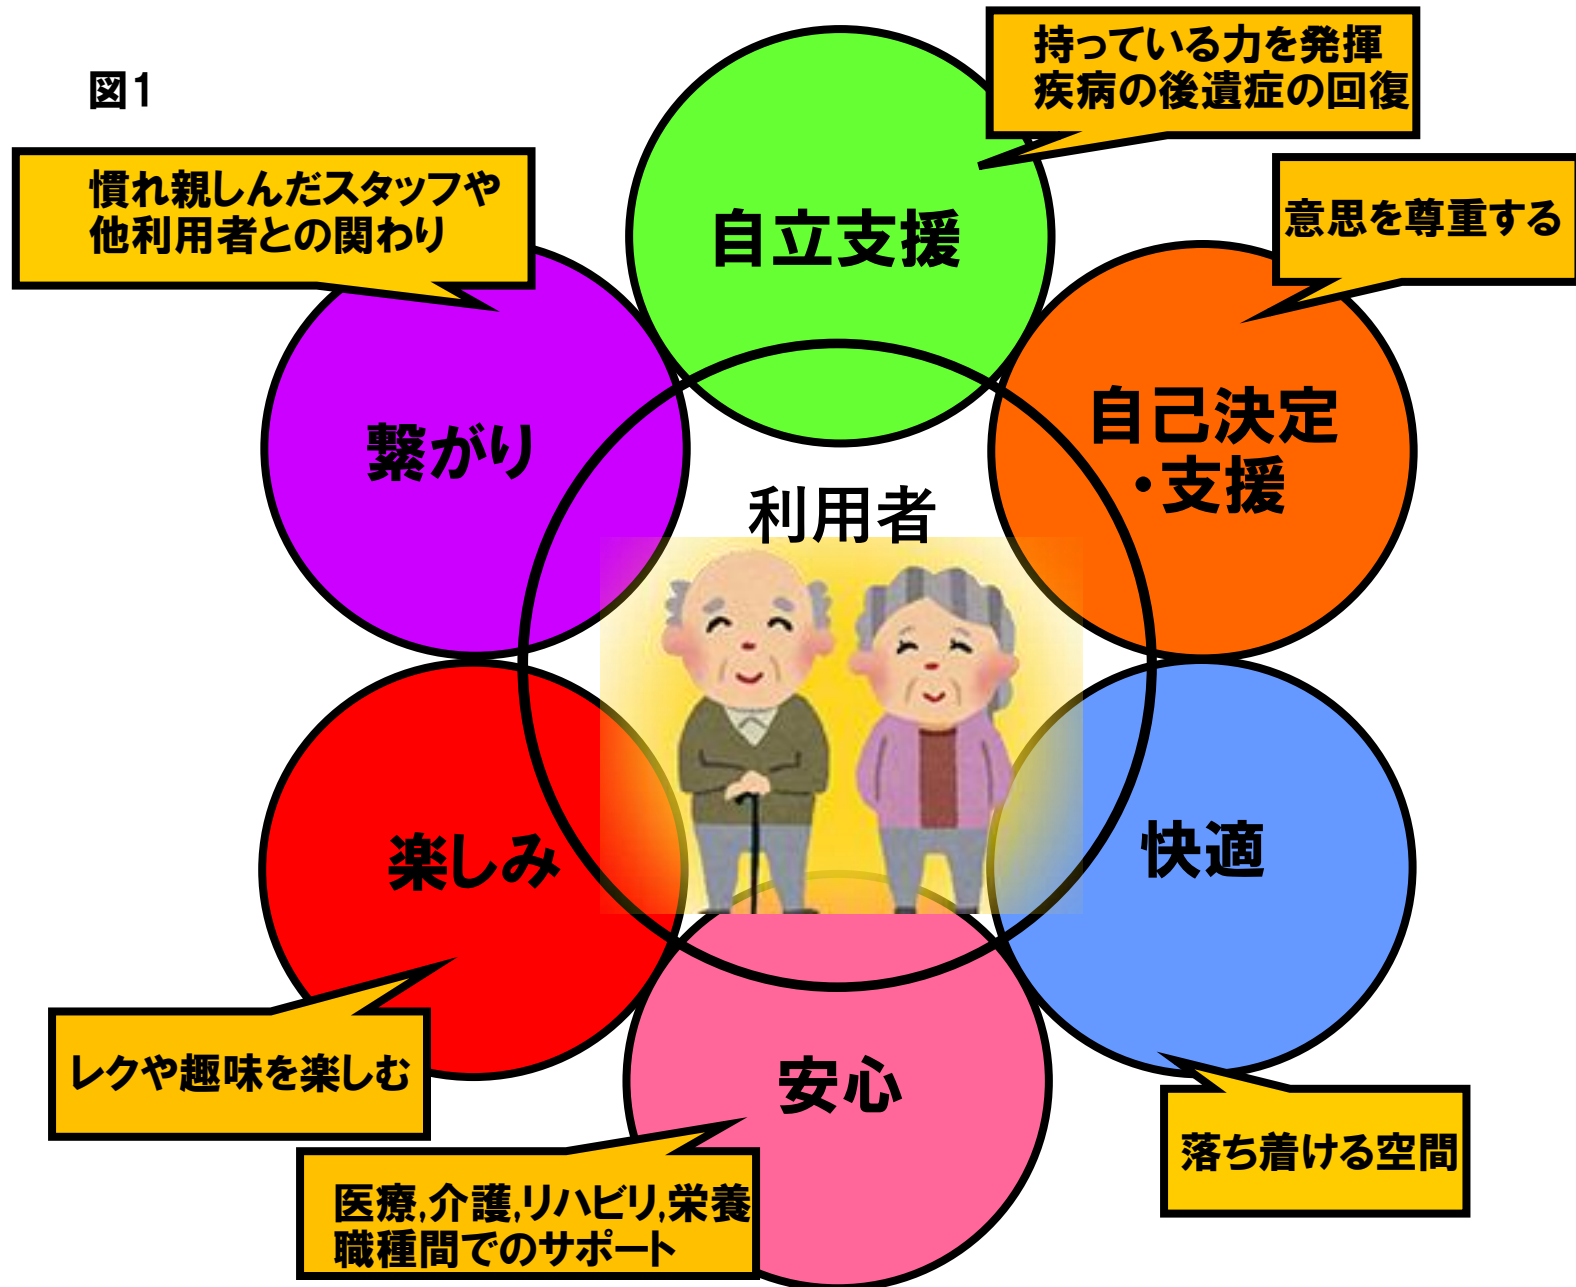 図1
持っている力を発揮
疾病の後遺症の回復
慣れ親しんだスタッフや
他利用者との関わり
意思を尊重する
自立支援
自己決定
・支援
繋がり
利用者
楽しみ
快適
レクや趣味を楽しむ
安心
落ち着ける空間
医療,介護,リハビリ,栄養
職種間でのサポート